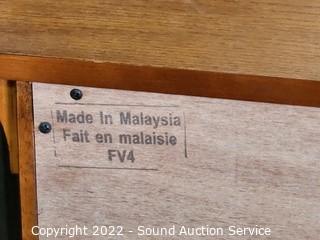 Made In Malaysia
Fait en malaisie
FV4
Copyright 2022 - Sound Auction Service